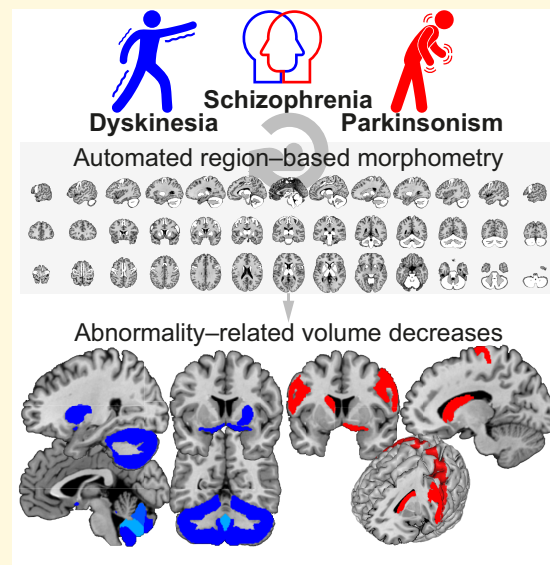 Schizophrenia
Dyskinesia
Parkinsonism
Automated region–based morphometry
Abnormality–related volume decreases